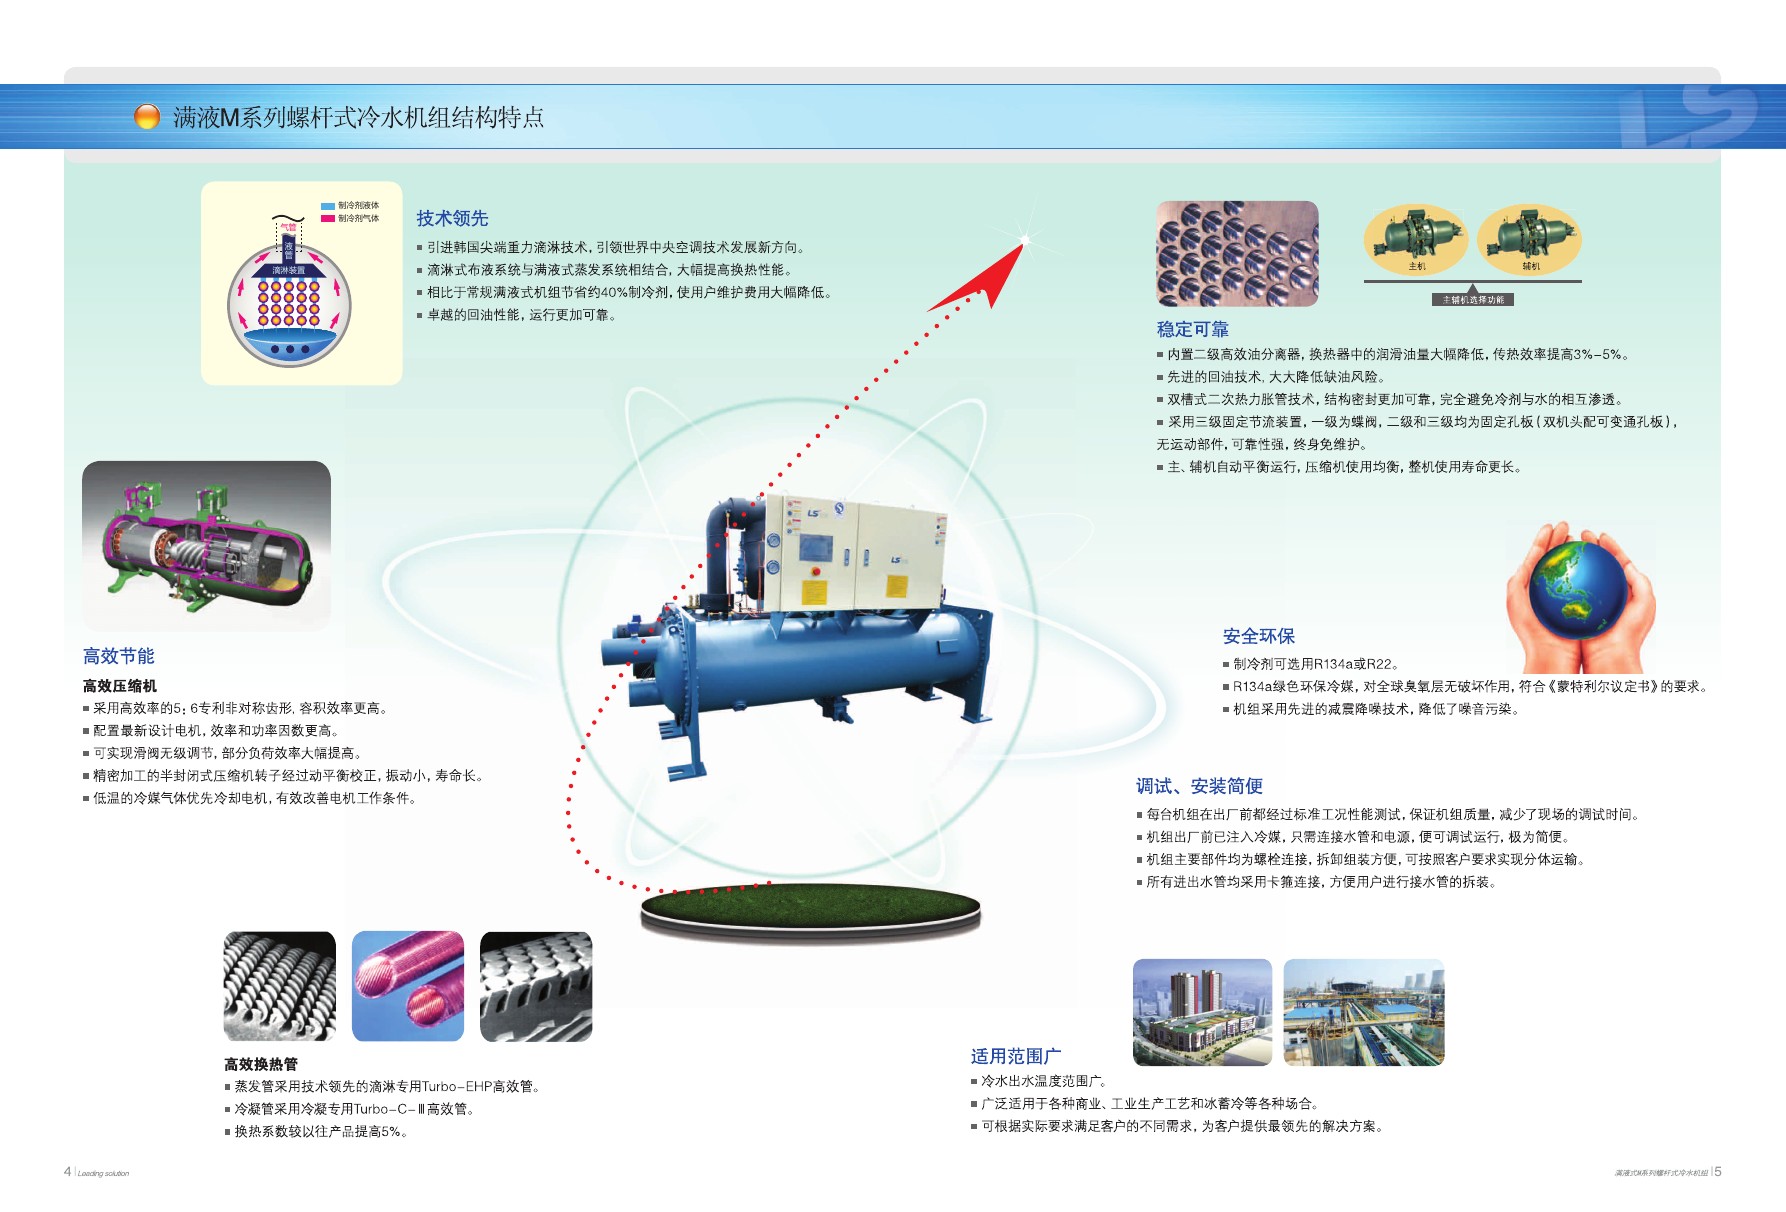 满液M系列螺杆式冷水机组结构特点
LS
制冷剂液体
制冷剂气体
气管
液管
滴淋装置
技术领先
■ 引进韩国尖端重力滴淋技术，引领世界中央空调技术发展新方向。
■ 滴淋式布液系统与满液式蒸发系统相结合，大幅提高换热性能。
■ 相比于常规满液式机组节省约40%制冷剂，使用户维护费用大幅降低。
■ 卓越的回油性能，运行更加可靠。
主机
辅机
主辅机选择功能
稳定可靠
■ 内置二级高效油分离器，换热器中的润滑油量大幅降低，传热效率提高3%-5%。
■ 先进的回油技术，大大降低缺油风险。
■ 双槽式二次热力胀管技术，结构密封更加可靠，完全避免冷剂与水的相互渗透。
■ 采用三级固定节流装置，一级为蝶阀，二级和三级均为固定孔板（双机头配可变通孔板），
无运动部件，可靠性强，终身免维护。
■ 主、辅机自动平衡运行，压缩机使用均衡，整机使用寿命更长。
LS
LS
高效节能
高效压缩机
■ 采用高效率的5：6专利非对称齿形，容积效率更高。
■ 配置最新设计电机，效率和功率因数更高。
■ 可实现滑阀无级调节，部分负荷效率大幅提高。
■ 精密加工的半封闭式压缩机转子经过动平衡校正，振动小，寿命长。
■ 低温的冷媒气体优先冷却电机，有效改善电机工作条件。
安全环保
■ 制冷剂可选用R134a或R22。
■ R134a绿色环保冷媒，对全球臭氧层无破坏作用，符合《蒙特利尔议定书》的要求。
■ 机组采用先进的减震降噪技术，降低了噪音污染。
调试、安装简便
■ 每台机组在出厂前都经过标准工况性能测试，保证机组质量，减少了现场的调试时间。
■ 机组出厂前已注入冷媒，只需连接水管和电源，便可调试运行，极为简便。
■ 机组主要部件均为螺栓连接，拆卸组装方便，可按照客户要求实现分体运输。
■ 所有进出水管均采用卡箍连接，方便用户进行接水管的拆装。
高效换热管
■ 蒸发管采用技术领先的滴淋专用Turbo-EHP高效管。
■ 冷凝管采用冷凝专用Turbo-C-Ⅲ高效管。
■ 换热系数较以往产品提高5%。
适用范围广
■ 冷水出水温度范围广。
■ 广泛适用于各种商业、工业生产工艺和冰蓄冷等各种场合。
■ 可根据实际要求满足客户的不同需求，为客户提供最领先的解决方案。
4 | Leading solution
满液式M系列螺杆式冷水机组 | 5